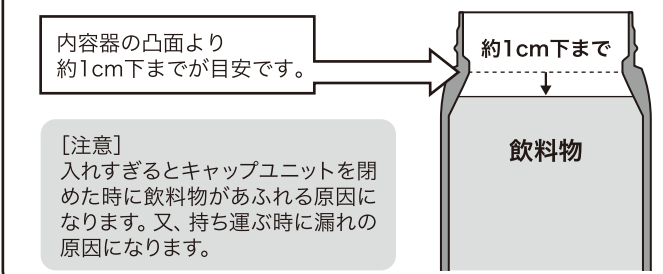 内容器の凸面より
約1cm下までが目安です。
約1cm下まで
飲料物
［注意］
入れすぎるとキャップユニットを閉
めた時に飲料物があふれる原因に
なります。又、持ち運ぶ時に漏れの
原因になります。